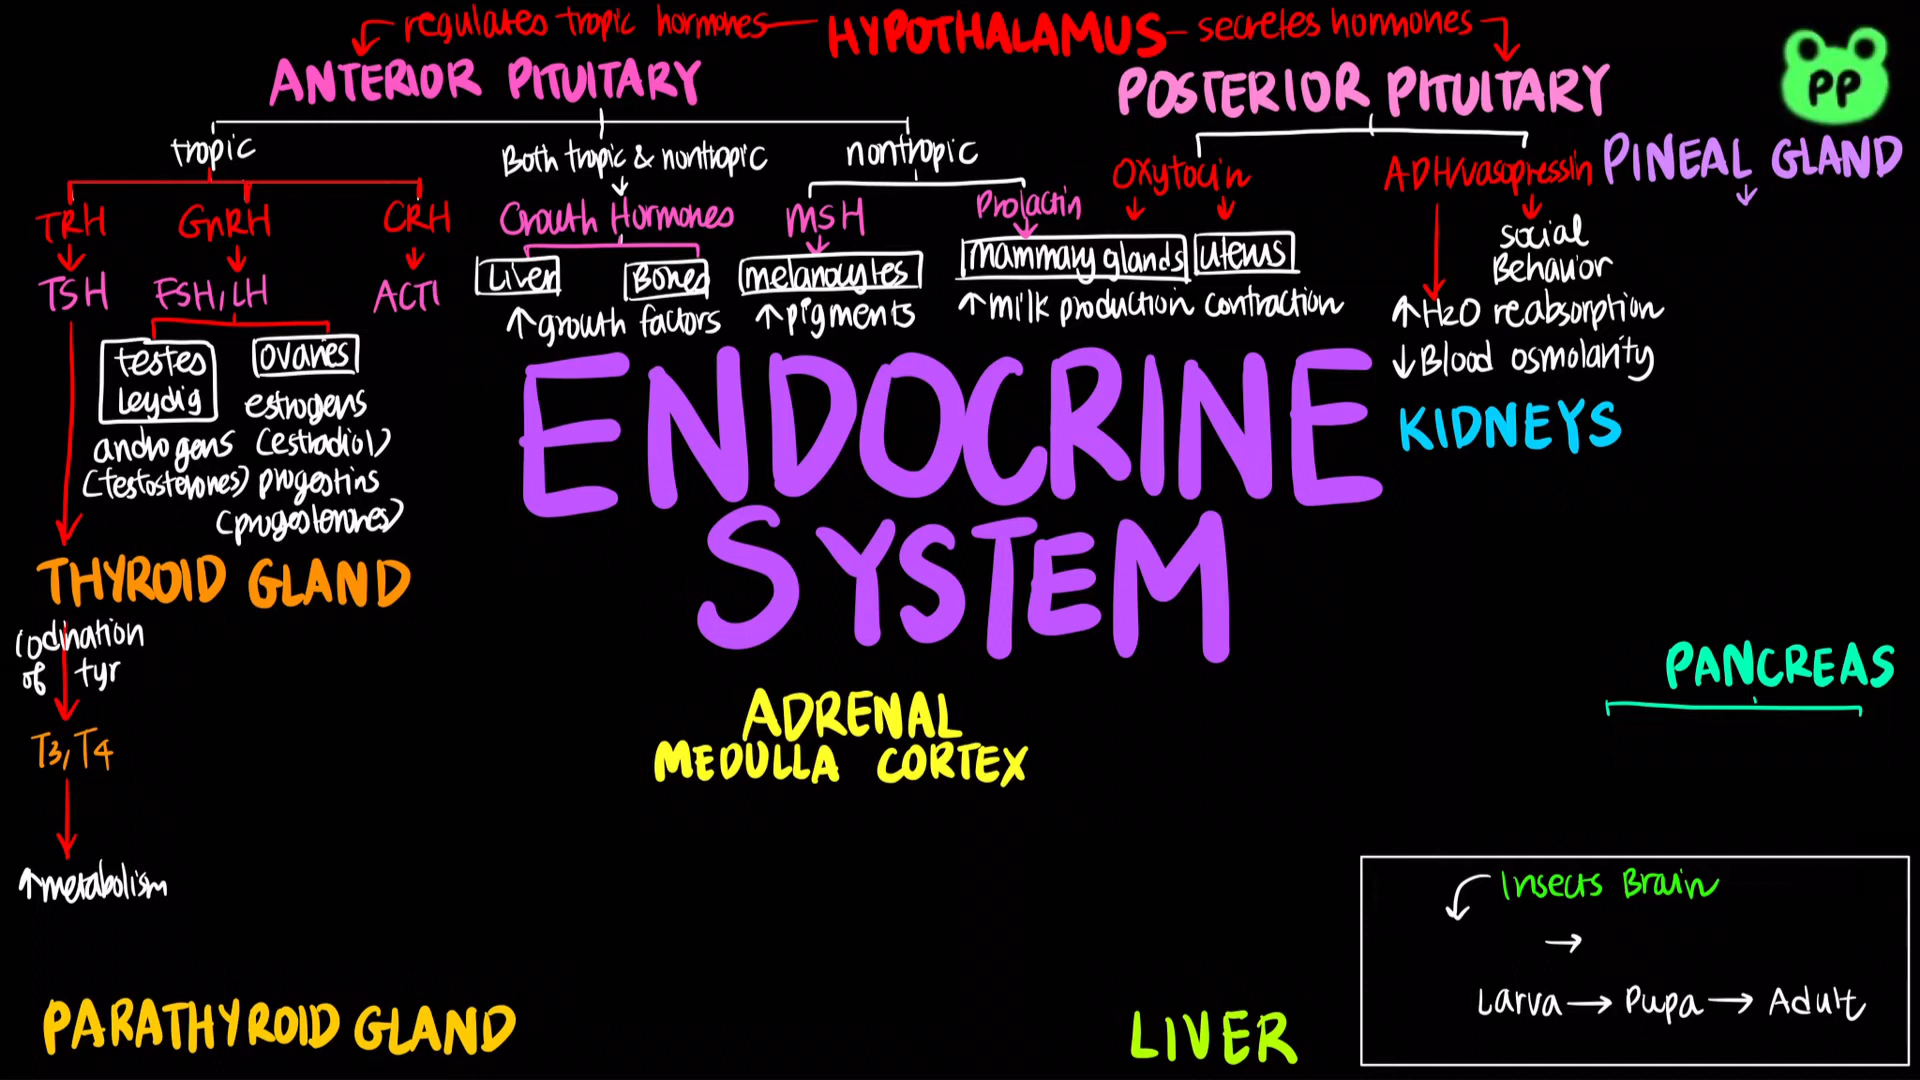 regulates tropic hormones HYPOTHALAMUS secretes hormones
ANTERIOR PITUITARY
POSTERIOR PITUITARY
PP
PINEAL GLAND
tropic
Both tropic & nontropic
nontropic
Oxytocin
ADH/vasopressin
TRH
GnRH
CRH
Growth Hormones
MSH
Prolactin
TSH
FSH, LH
ACTI
Liver
Bones
↑ growth factors
melanocytes
↑ pigments
mammary glands
uterus
↑ milk production contraction
social
Behavior
↑ H2O reabsorption
↓ Blood osmolarity
KIDNEYS
testes
Leydig
androgens
(testosterones)
ovaries
estrogens
(estradiol)
progestins
(progesterones)
ENDOCRINE
SYSTEM
THYROID GLAND
iodination
of tyr
T3, T4
↑ metabolism
ADRENAL
MEDULLA CORTEX
PANCREAS
PARATHYROID GLAND
LIVER
Insects Brain
→
Larva → Pupa → Adult